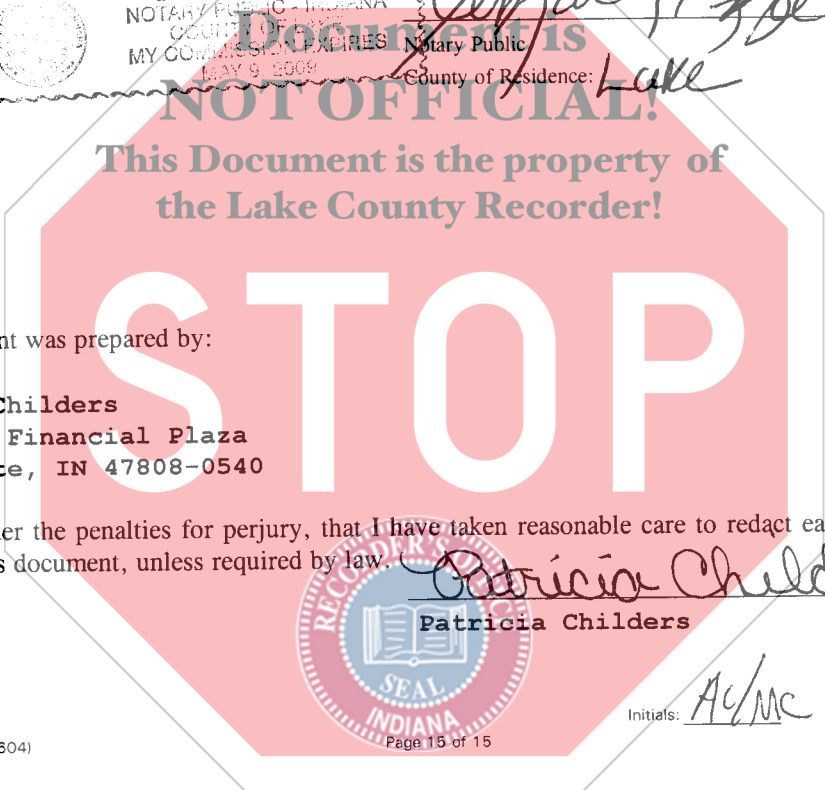 NOTARY PUBLIC - INDIANA
MY COMMISSION EXPIRES
MAY 9, 2009
Document is
Notary Public
County of Residence: Lake
NOT OFFICIAL!
This Document is the property of
the Lake County Recorder!
STOP
nt was prepared by:
Childers
Financial Plaza
ce, IN 47808-0540
er the penalties for perjury, that I have taken reasonable care to redact ea
s document, unless required by law. Patricia Child
Patricia Childers
RECORDER'S OFFICE
SEAL
INDIANA
Initials: AC/MC
604)
Page 15 of 15